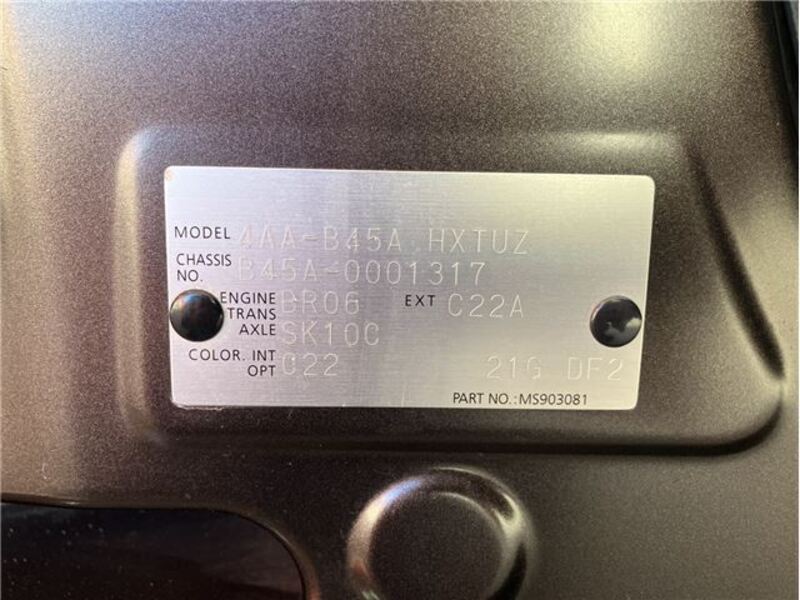 MODEL 4AA-B45A HXTUZ
CHASSIS NO. B45A-0001317
ENGINE BR06 EXT C22A
TRANS AXLE SK10C
COLOR. INT C22 21G DF2
OPT
PART NO.:MS903081